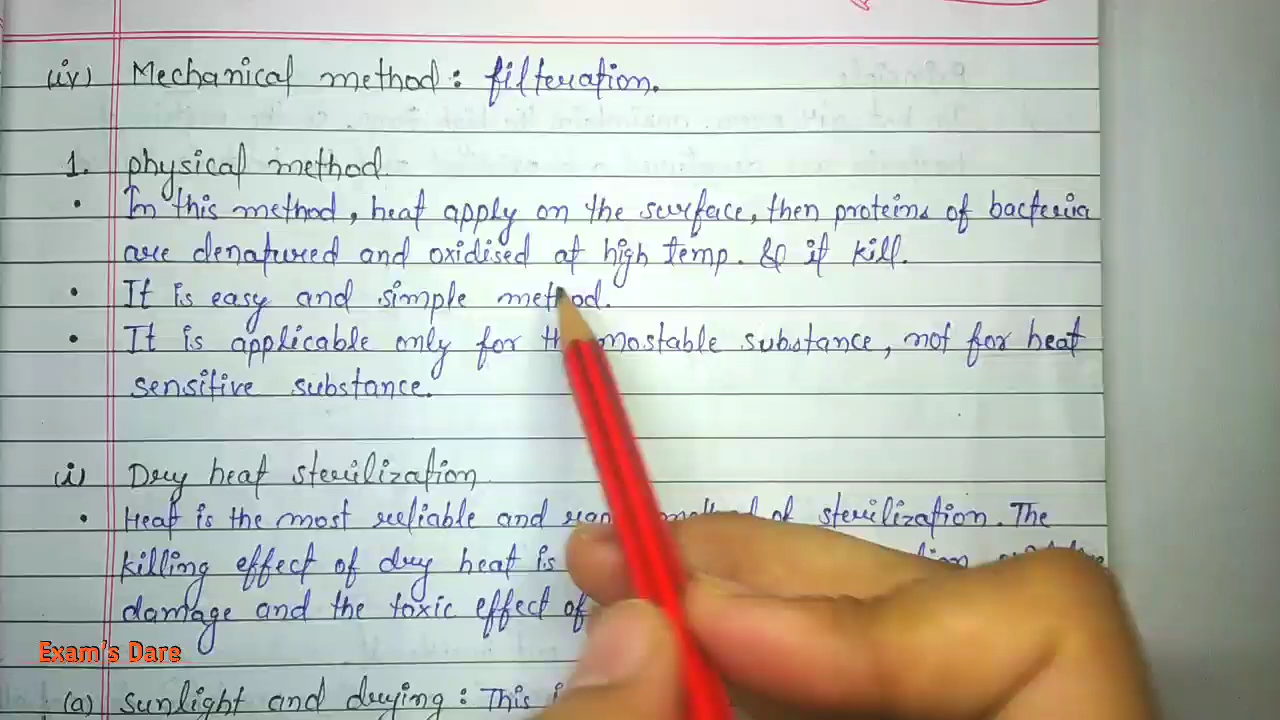 (iv) Mechanical method: filteration.
1. physical method
• In this method, heat apply on the surface, then proteins of bacteria
are denatured and oxidised at high temp. & it kill.
• It is easy and simple method.
• It is applicable only for thermostable substance, not for heat
sensitive substance.
(i) Dry heat sterilization
• Heat is the most reliable and of sterilization. The
killing effect of dry heat is
damage and the toxic effect of
Exam's Dare
(a) Sunlight and drying: This